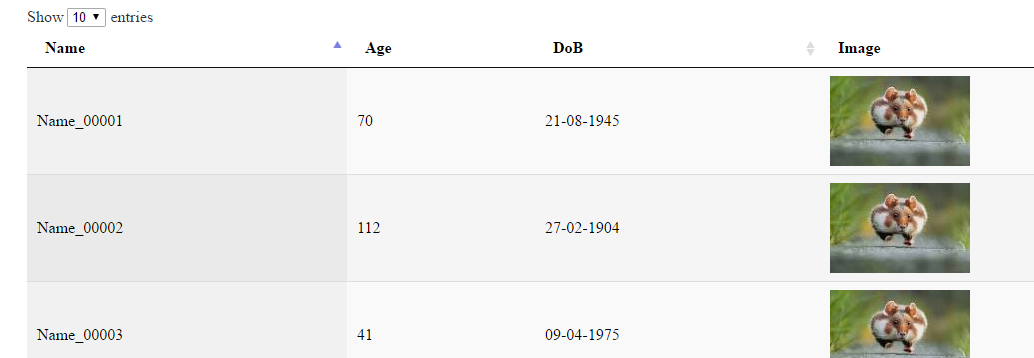 Show 10 entries
Name Age DoB Image
Name_00001 70 21-08-1945
Name_00002 112 27-02-1904
Name_00003 41 09-04-1975